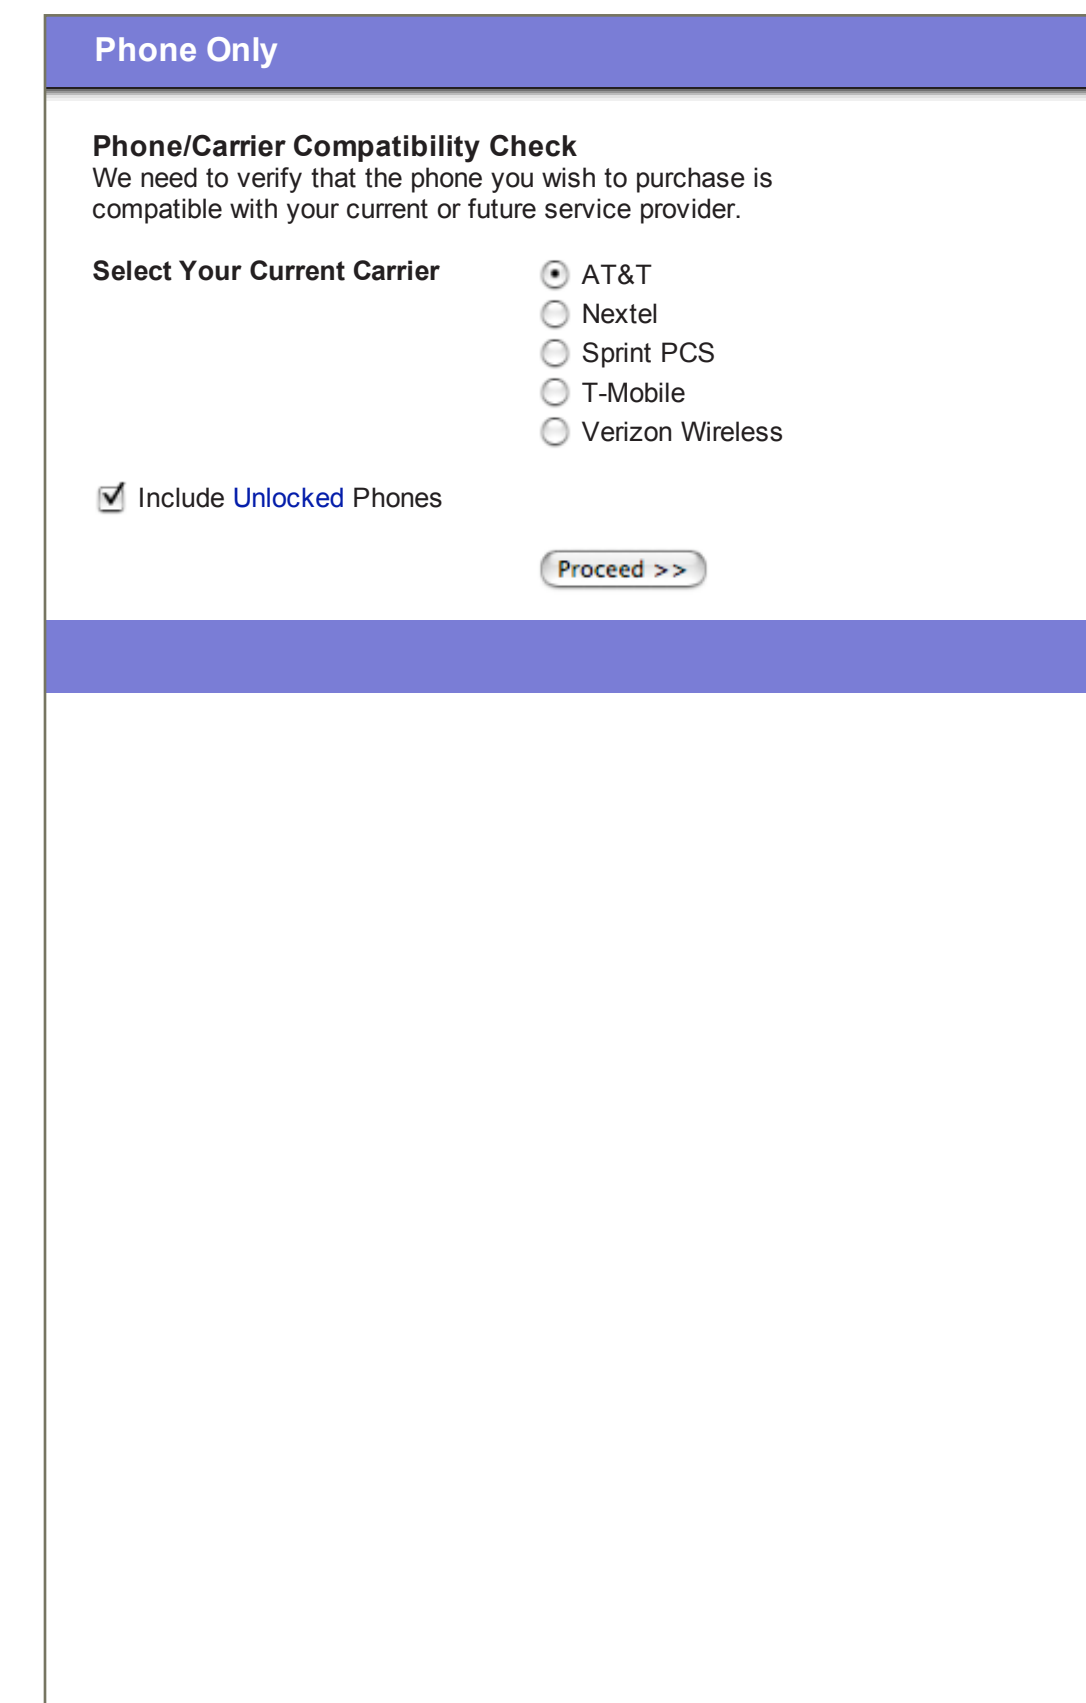 Phone Only
Phone/Carrier Compatibility Check
We need to verify that the phone you wish to purchase is
compatible with your current or future service provider.
Select Your Current Carrier
AT&T
Nextel
Sprint PCS
T-Mobile
Verizon Wireless
Include Unlocked Phones
Proceed >>